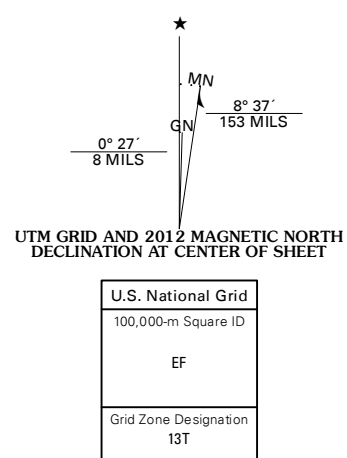 ★
MN
8° 37´
153 MILS
GN
0° 27´
8 MILS
UTM GRID AND 2012 MAGNETIC NORTH
DECLINATION AT CENTER OF SHEET
U.S. National Grid
100,000-m Square ID
EF
Grid Zone Designation
13T